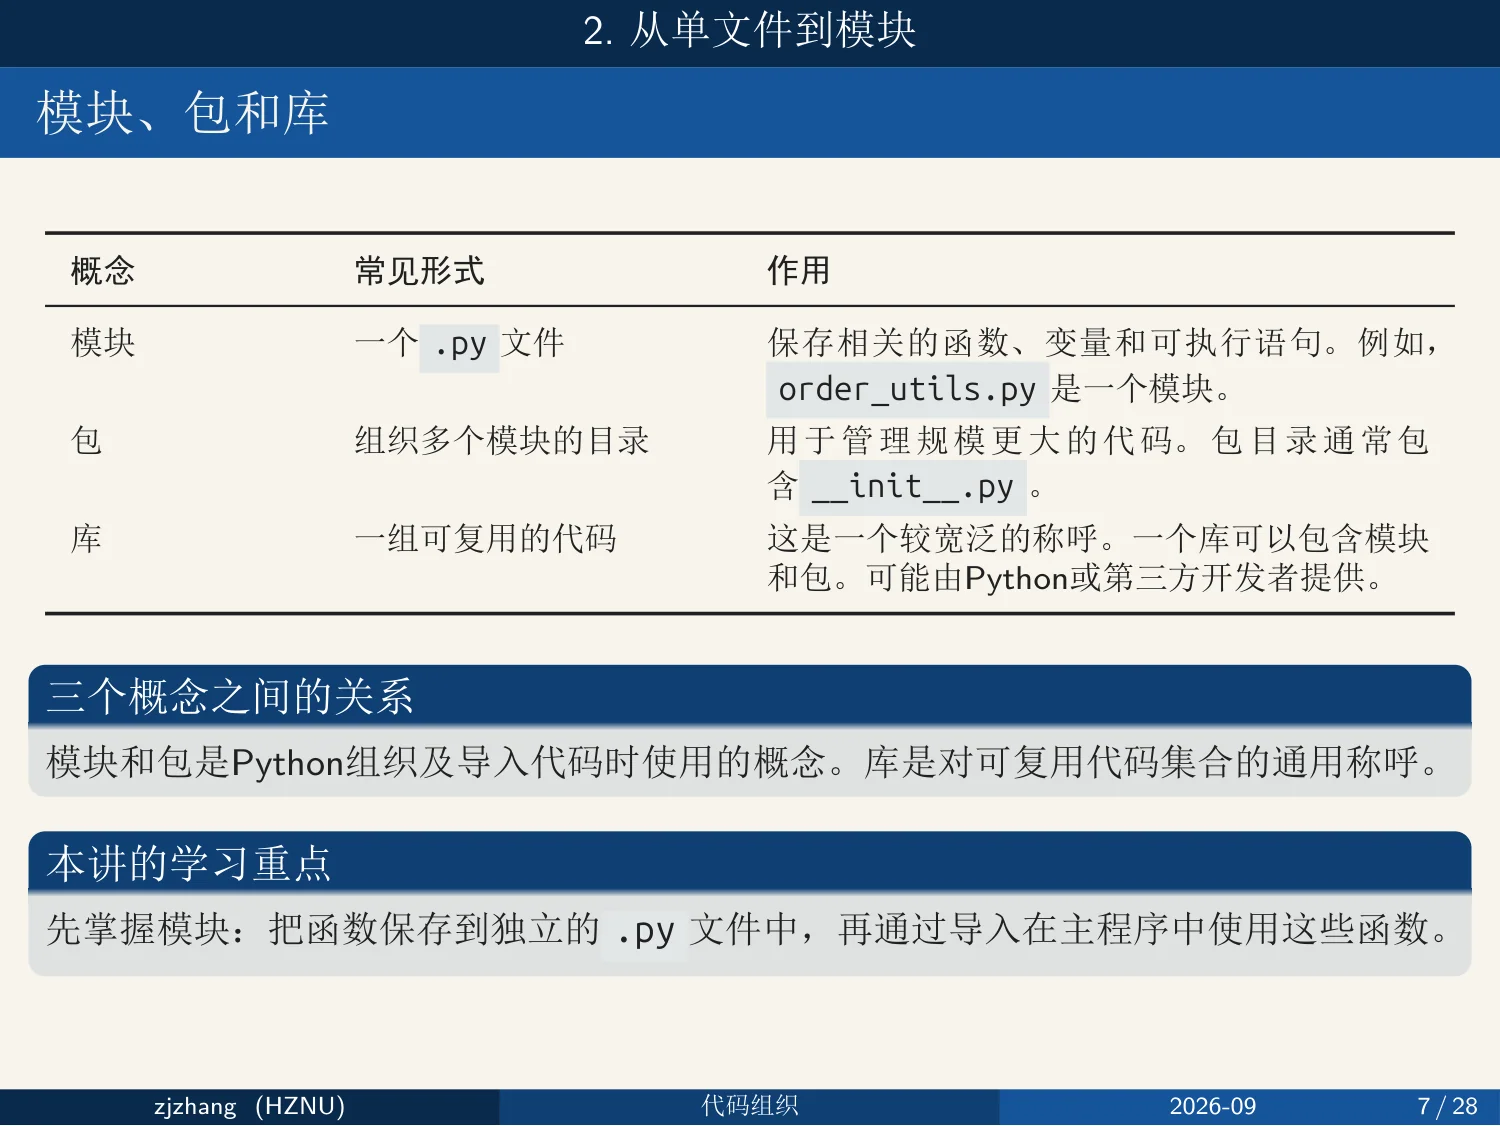 2. 从单文件到模块
模块、包和库
概念 常见形式 作用
模块 一个 .py 文件 保存相关的函数、变量和可执行语句。例如，
order_utils.py 是一个模块。
包 组织多个模块的目录 用于管理规模更大的代码。包目录通常包
含 __init__.py 。
库 一组可复用的代码 这是一个较宽泛的称呼。一个库可以包含模块
和包。可能由Python或第三方开发者提供。
三个概念之间的关系
模块和包是Python组织及导入代码时使用的概念。库是对可复用代码集合的通用称呼。
本讲的学习重点
先掌握模块：把函数保存到独立的 .py 文件中，再通过导入在主程序中使用这些函数。
zjzhang (HZNU) 代码组织 2026-09 7 / 28